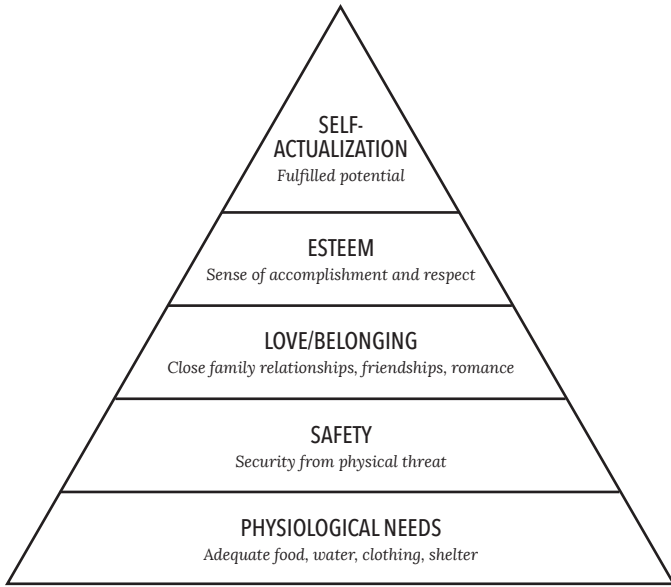 SELF-
ACTUALIZATION
Fulfilled potential
ESTEEM
Sense of accomplishment and respect
LOVE/BELONGING
Close family relationships, friendships, romance
SAFETY
Security from physical threat
PHYSIOLOGICAL NEEDS
Adequate food, water, clothing, shelter